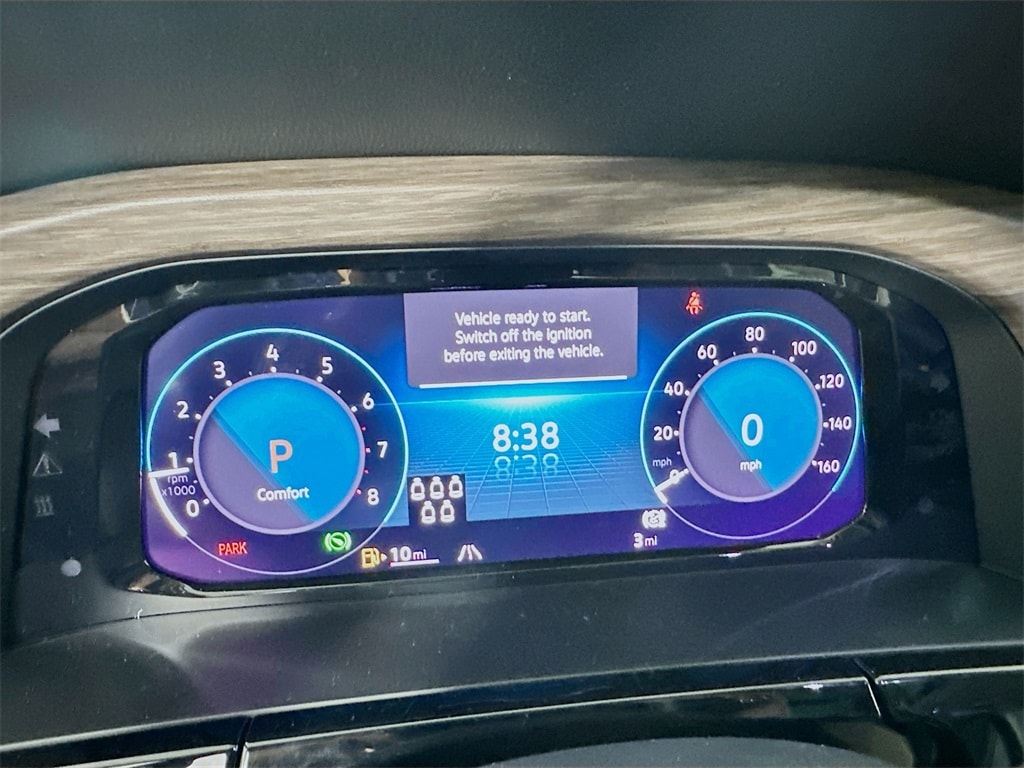 Vehicle ready to start.
Switch off the ignition
before exiting the vehicle.
8:38
0
1
2
3
4
5
6
7
8
rpm
x1000
P
Comfort
PARK
10 mi
0
20
40
60
80
100
120
140
160
mph
0
mph
3 mi